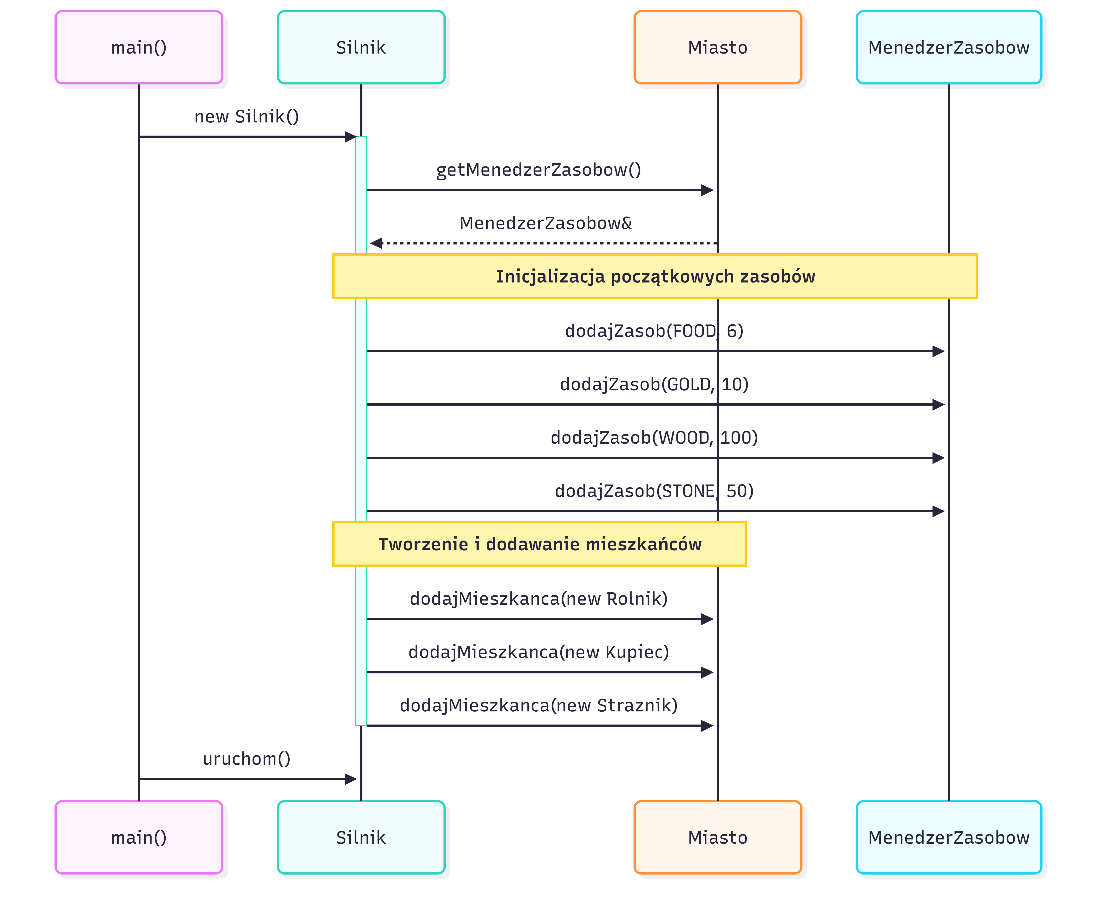 main()
Silnik
Miasto
MenedzerZasobow
new Silnik()
getMenedzerZasobow()
MenedzerZasobow&
Inicjalizacja początkowych zasobów
dodajZasob(FOOD, 6)
dodajZasob(GOLD, 10)
dodajZasob(WOOD, 100)
dodajZasob(STONE, 50)
Tworzenie i dodawanie mieszkańców
dodajMieszkanca(new Rolnik)
dodajMieszkanca(new Kupiec)
dodajMieszkanca(new Straznik)
uruchom()
main()
Silnik
Miasto
MenedzerZasobow